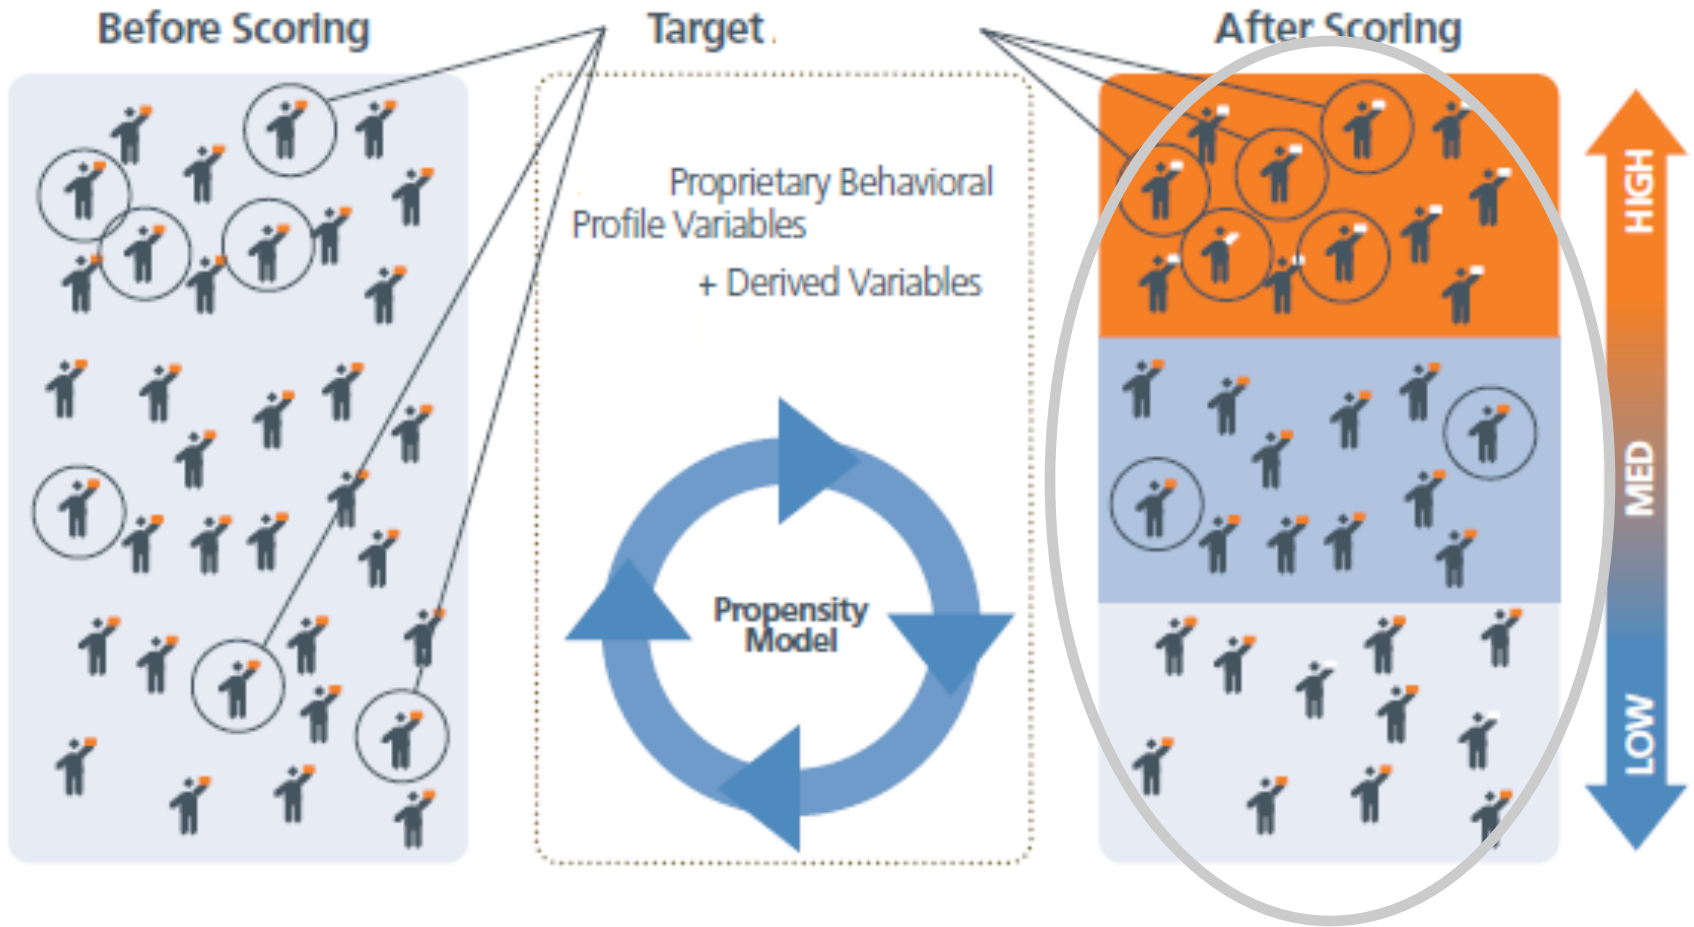 Before Scoring
Target
After Scoring
Proprietary Behavioral
Profile Variables
+ Derived Variables
Propensity
Model
HIGH
MED
LOW